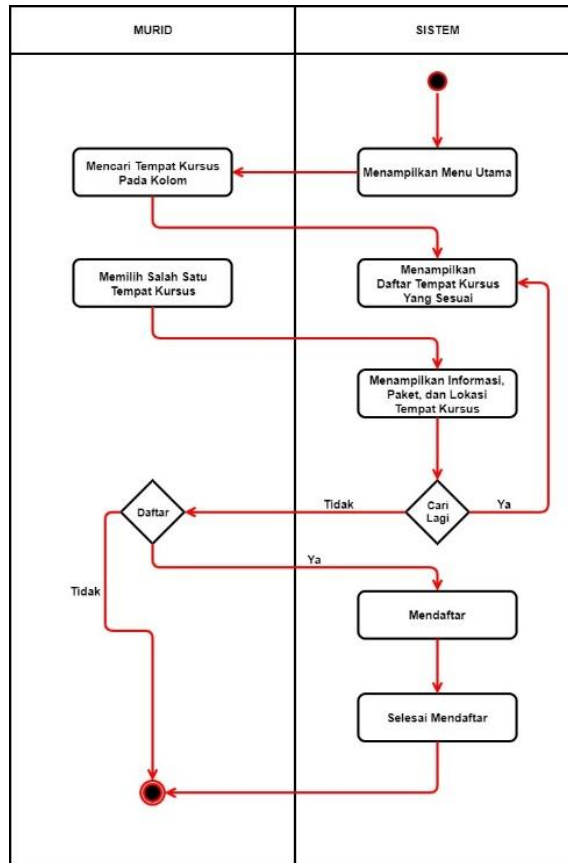 MURID
SISTEM
Mencari Tempat Kursus
Pada Kolom
Menampilkan Menu Utama
Memilih Salah Satu
Tempat Kursus
Menampilkan
Daftar Tempat Kursus
Yang Sesuai
Menampilkan Informasi,
Paket, dan Lokasi
Tempat Kursus
Daftar
Tidak
Cari
Lagi
Ya
Ya
Tidak
Mendaftar
Selesai Mendaftar